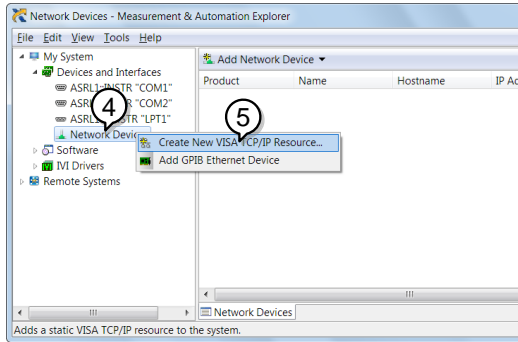 Network Devices - Measurement & Automation Explorer
File Edit View Tools Help
My System
Devices and Interfaces
ASRL1::INSTR "COM1"
ASRL
R "COM2"
ASRL
STR "LPT1"
Network Devic
Software
IVI Drivers
Remote Systems
Add Network Device
Product Name Hostname IP Ad
4
5
Create New VISA TCP/IP Resource...
Add GPIB Ethernet Device
Network Devices
Adds a static VISA TCP/IP resource to the system.